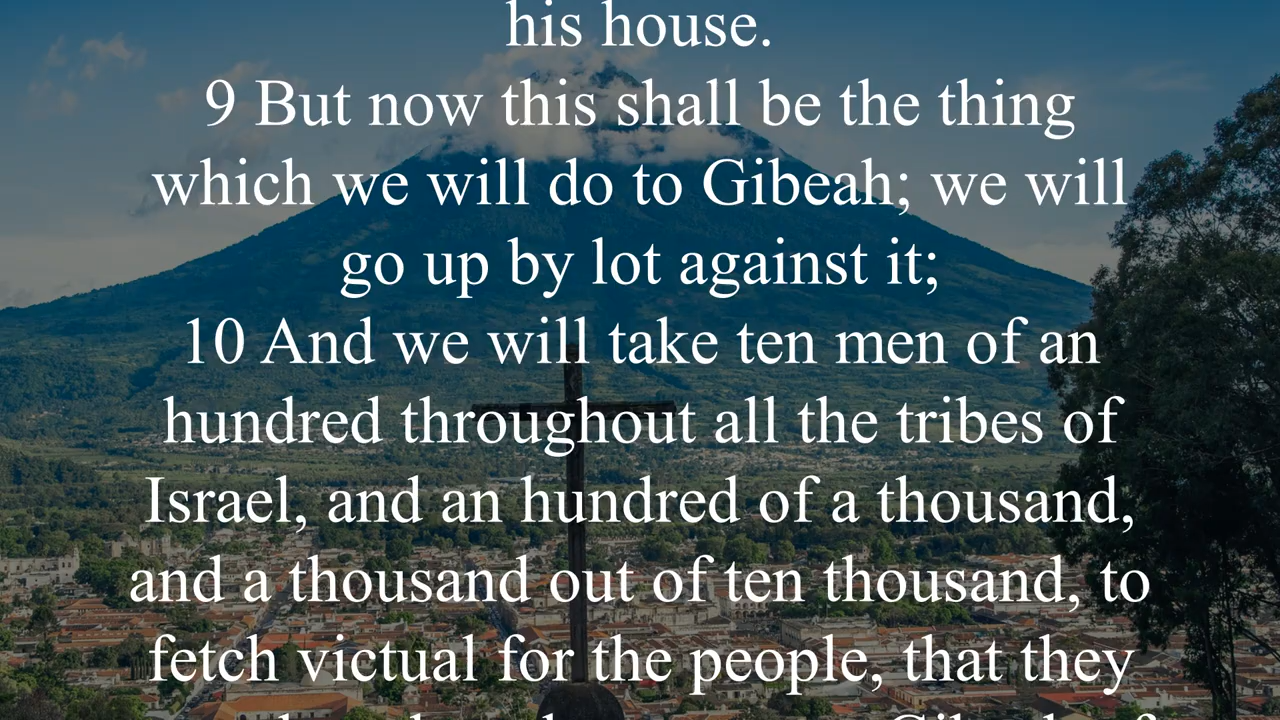 his house.
9 But now this shall be the thing
which we will do to Gibeah; we will
go up by lot against it;
10 And we will take ten men of an
hundred throughout all the tribes of
Israel, and an hundred of a thousand,
and a thousand out of ten thousand, to
fetch victual for the people, that they